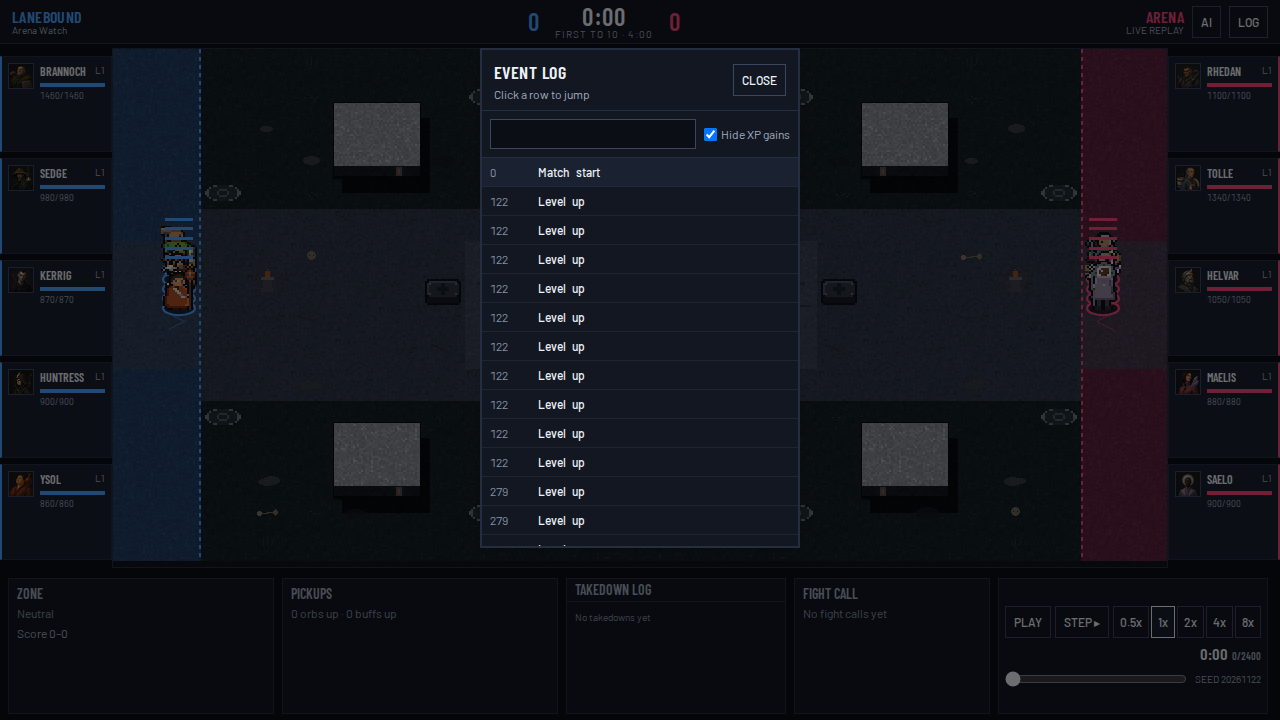 LANEBOUND
Arena Watch
0 0:00 0
FIRST TO 10 · 4:00
ARENA
LIVE REPLAY
AI
LOG
BRANNOCH L1
1460/1460
SEDGE L1
980/980
KERRIG L1
870/870
HUNTRESS L1
900/900
YSOL L1
860/860
EVENT LOG
Click a row to jump
CLOSE
Hide XP gains
0 Match start
122 Level up
122 Level up
122 Level up
122 Level up
122 Level up
122 Level up
122 Level up
122 Level up
122 Level up
122 Level up
279 Level up
279 Level up
RHEDAN L1
1100/1100
TOLLE L1
1340/1340
HELVAR L1
1050/1050
MAELIS L1
880/880
SAELO L1
900/900
ZONE
Neutral
Score 0–0
PICKUPS
0 orbs up · 0 buffs up
TAKEDOWN LOG
No takedowns yet
FIGHT CALL
No fight calls yet
PLAY STEP▸ 0.5x 1x 2x 4x 8x
0:00 0/2400
SEED 20261122